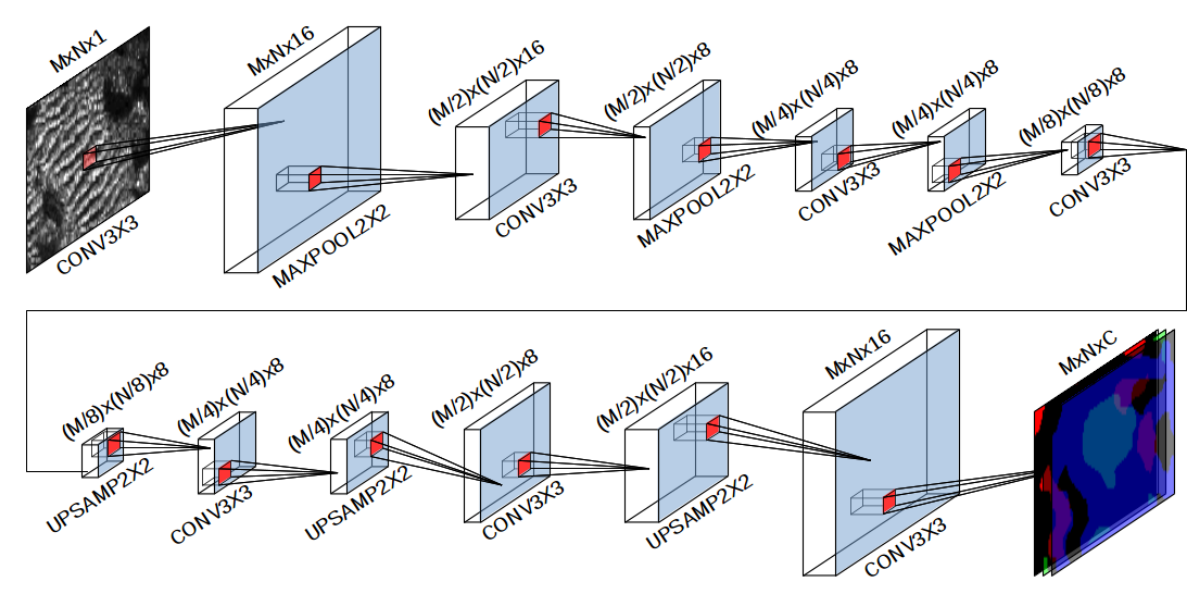 MxNx1
CONV3X3
MxNx16
MAXPOOL2X2
(M/2)x(N/2)x16
CONV3X3
(M/2)x(N/2)x8
MAXPOOL2X2
(M/4)x(N/4)x8
CONV3X3
(M/4)x(N/4)x8
MAXPOOL2X2
(M/8)x(N/8)x8
CONV3X3
(M/8)x(N/8)x8
UPSAMP2X2
(M/4)x(N/4)x8
CONV3X3
(M/4)x(N/4)x8
UPSAMP2X2
(M/2)x(N/2)x8
CONV3X3
(M/2)x(N/2)x16
UPSAMP2X2
MxNx16
CONV3X3
MxNxC